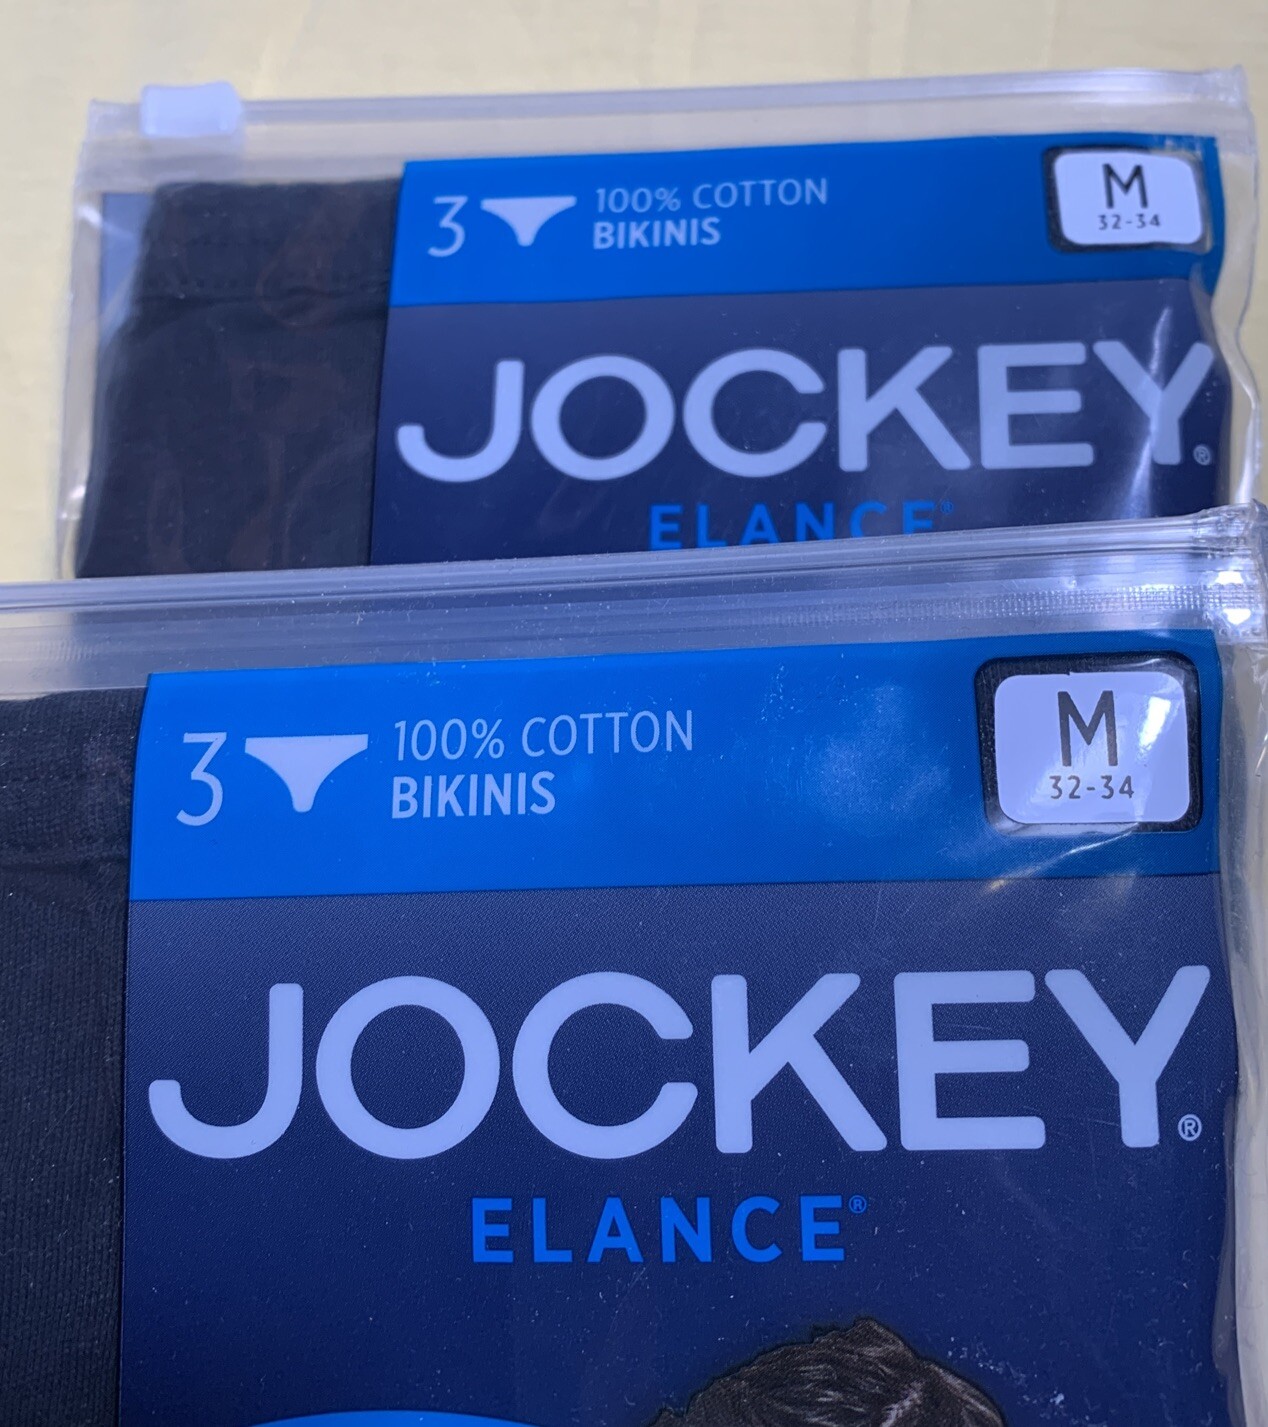 3 100% COTTON
BIKINIS
M
32-34
JOCKEY®
ELANCE®
3 100% COTTON
BIKINIS
M
32-34
JOCKEY®
ELANCE®